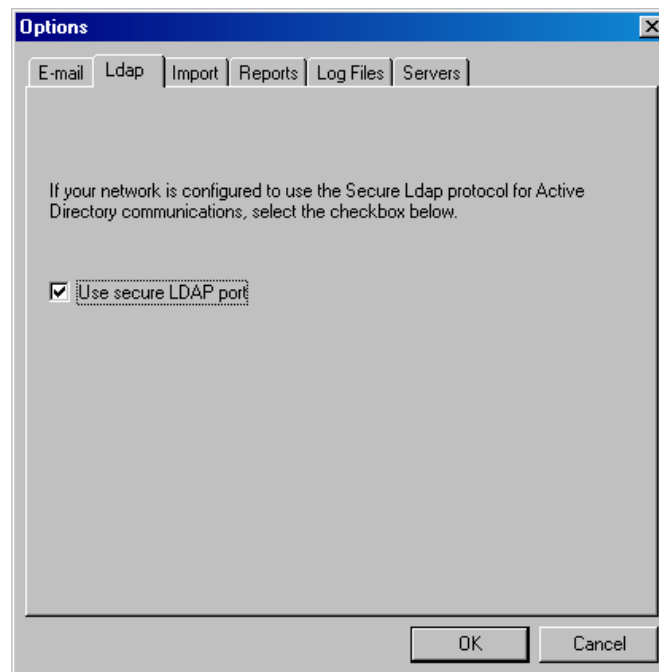 Options
E-mail Ldap Import Reports Log Files Servers
If your network is configured to use the Secure Ldap protocol for Active
Directory communications, select the checkbox below.
Use secure LDAP port
OK Cancel